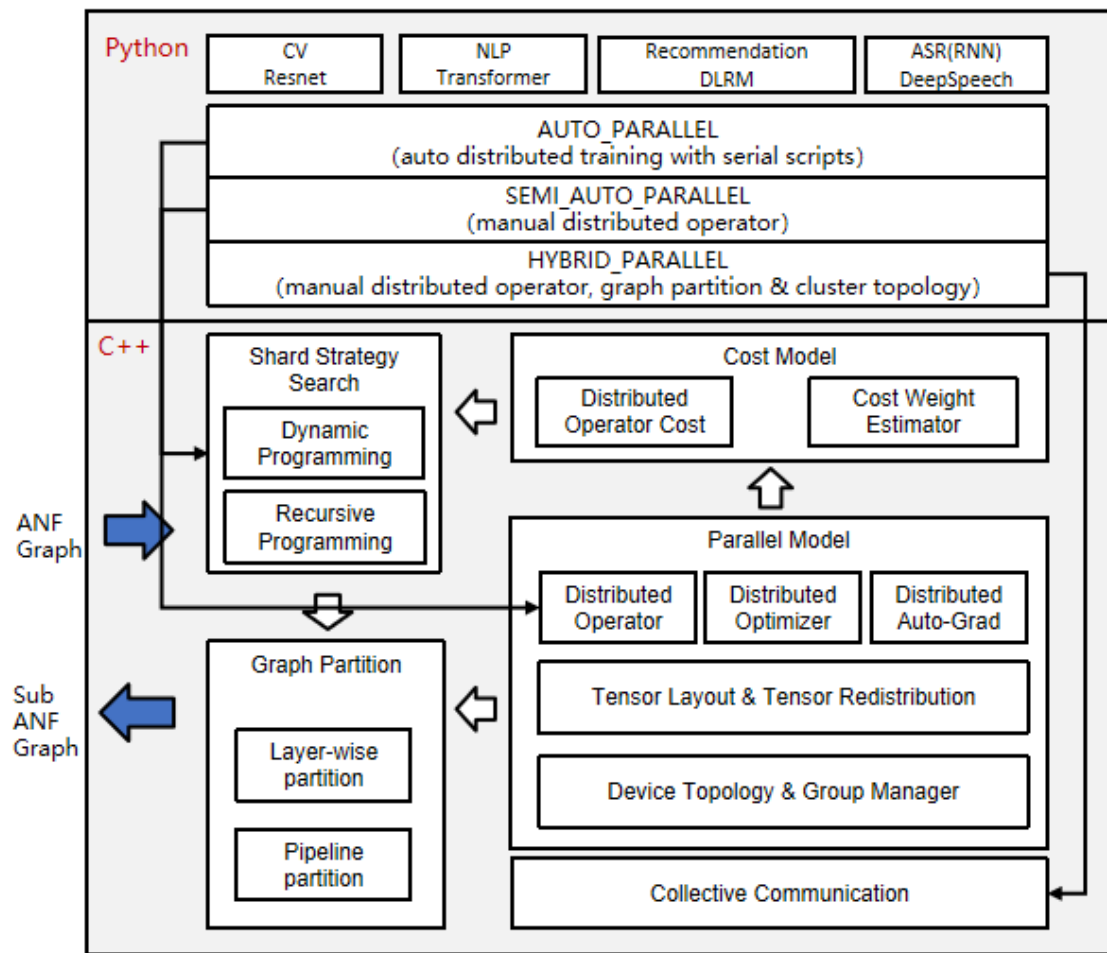 Python
CV
Resnet
NLP
Transformer
Recommendation
DLRM
ASR(RNN)
DeepSpeech
AUTO_PARALLEL
(auto distributed training with serial scripts)
SEMI_AUTO_PARALLEL
(manual distributed operator)
HYBRID_PARALLEL
(manual distributed operator, graph partition & cluster topology)
C++
Shard Strategy
Search
Dynamic
Programming
Recursive
Programming
Cost Model
Distributed
Operator Cost
Cost Weight
Estimator
ANF
Graph
Parallel Model
Distributed
Operator
Distributed
Optimizer
Distributed
Auto-Grad
Tensor Layout & Tensor Redistribution
Device Topology & Group Manager
Sub
ANF
Graph
Graph Partition
Layer-wise
partition
Pipeline
partition
Collective Communication